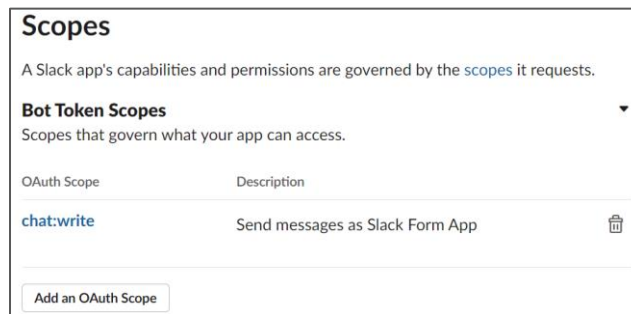 Scopes
A Slack app's capabilities and permissions are governed by the scopes it requests.
Bot Token Scopes
Scopes that govern what your app can access.
OAuth Scope Description
chat:write Send messages as Slack Form App
Add an OAuth Scope